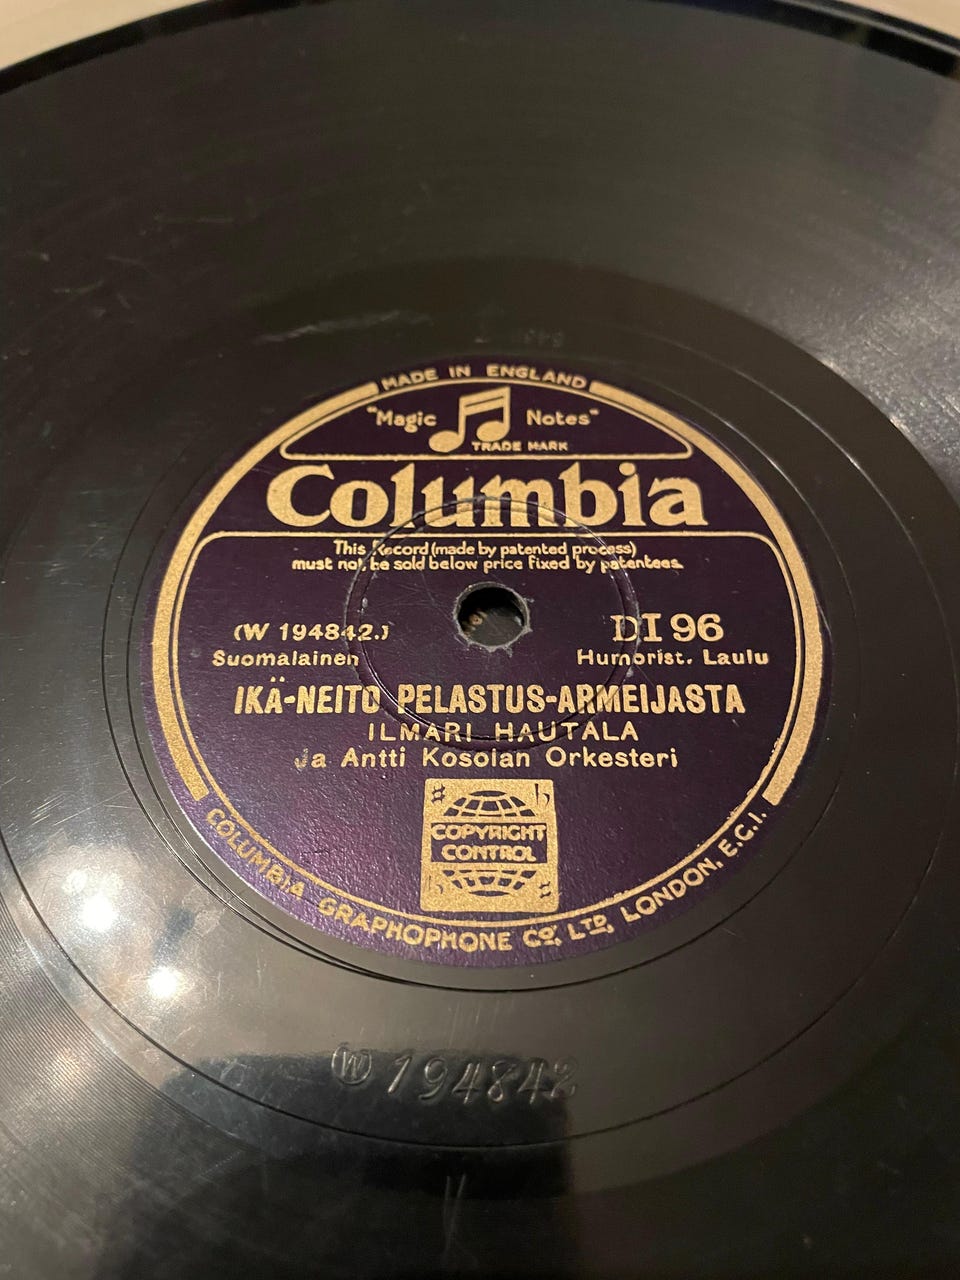 MADE IN ENGLAND
"Magic Notes"
TRADE MARK
Columbia
This Record (made by patented process)
must not be sold below price fixed by patentees.
(W 194842.) DI 96
Suomalainen Humorist. Laulu
IKÄ-NEITO PELASTUS-ARMEIJASTA
ILMARI HAUTALA
Ja Antti Kosolan Orkesteri
COPYRIGHT
CONTROL
COLUMBIA GRAPHOPHONE CO., LTD, LONDON, E.C.I.
W 194842